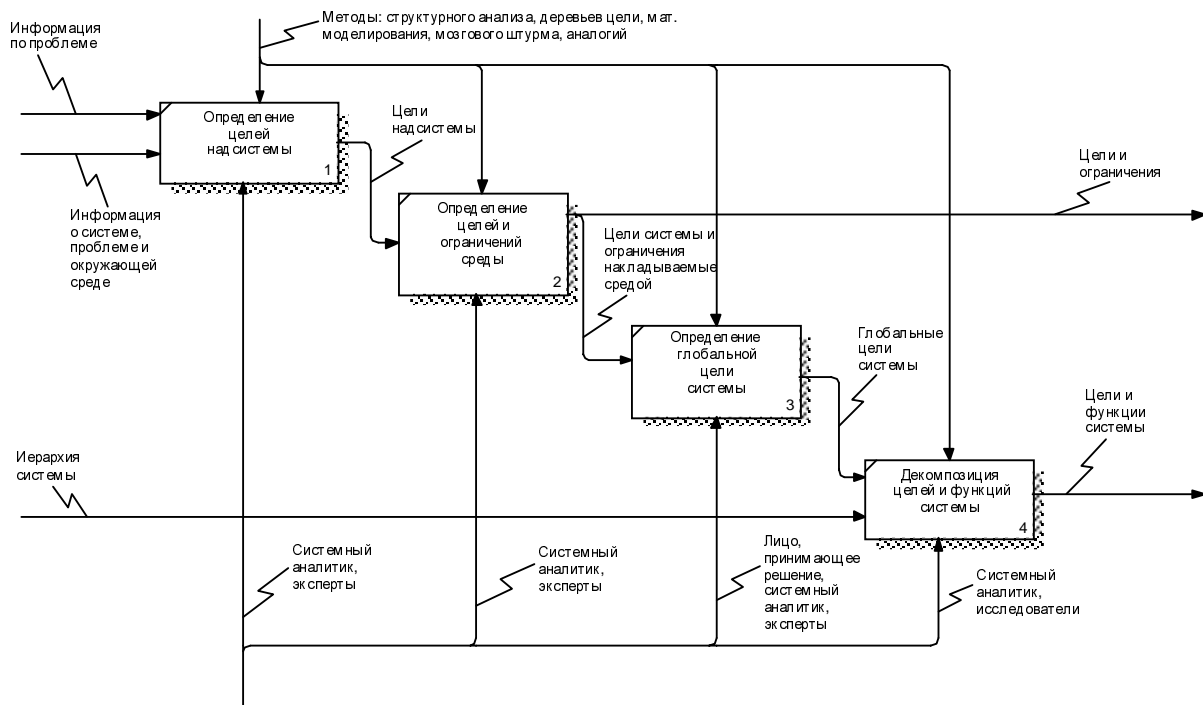 Информация
по проблеме
Методы: структурного анализа, деревьев цели, мат.
моделирования, мозгового штурма, аналогий
Определение
целей
надсистемы
1
Цели
надсистемы
Информация
о системе,
проблеме и
окружающей
среде
Определение
целей и
ограничений
среды
2
Цели и
ограничения
Цели системы и
ограничения
накладываемые
средой
Определение
глобальной
цели
системы
3
Глобальные
цели
системы
Цели и
функции
системы
Иерархия
системы
Декомпозиция
целей и функций
системы
4
Системный
аналитик,
эксперты
Системный
аналитик,
эксперты
Лицо,
принимающее
решение,
системный
аналитик,
эксперты
Системный
аналитик,
исследователи